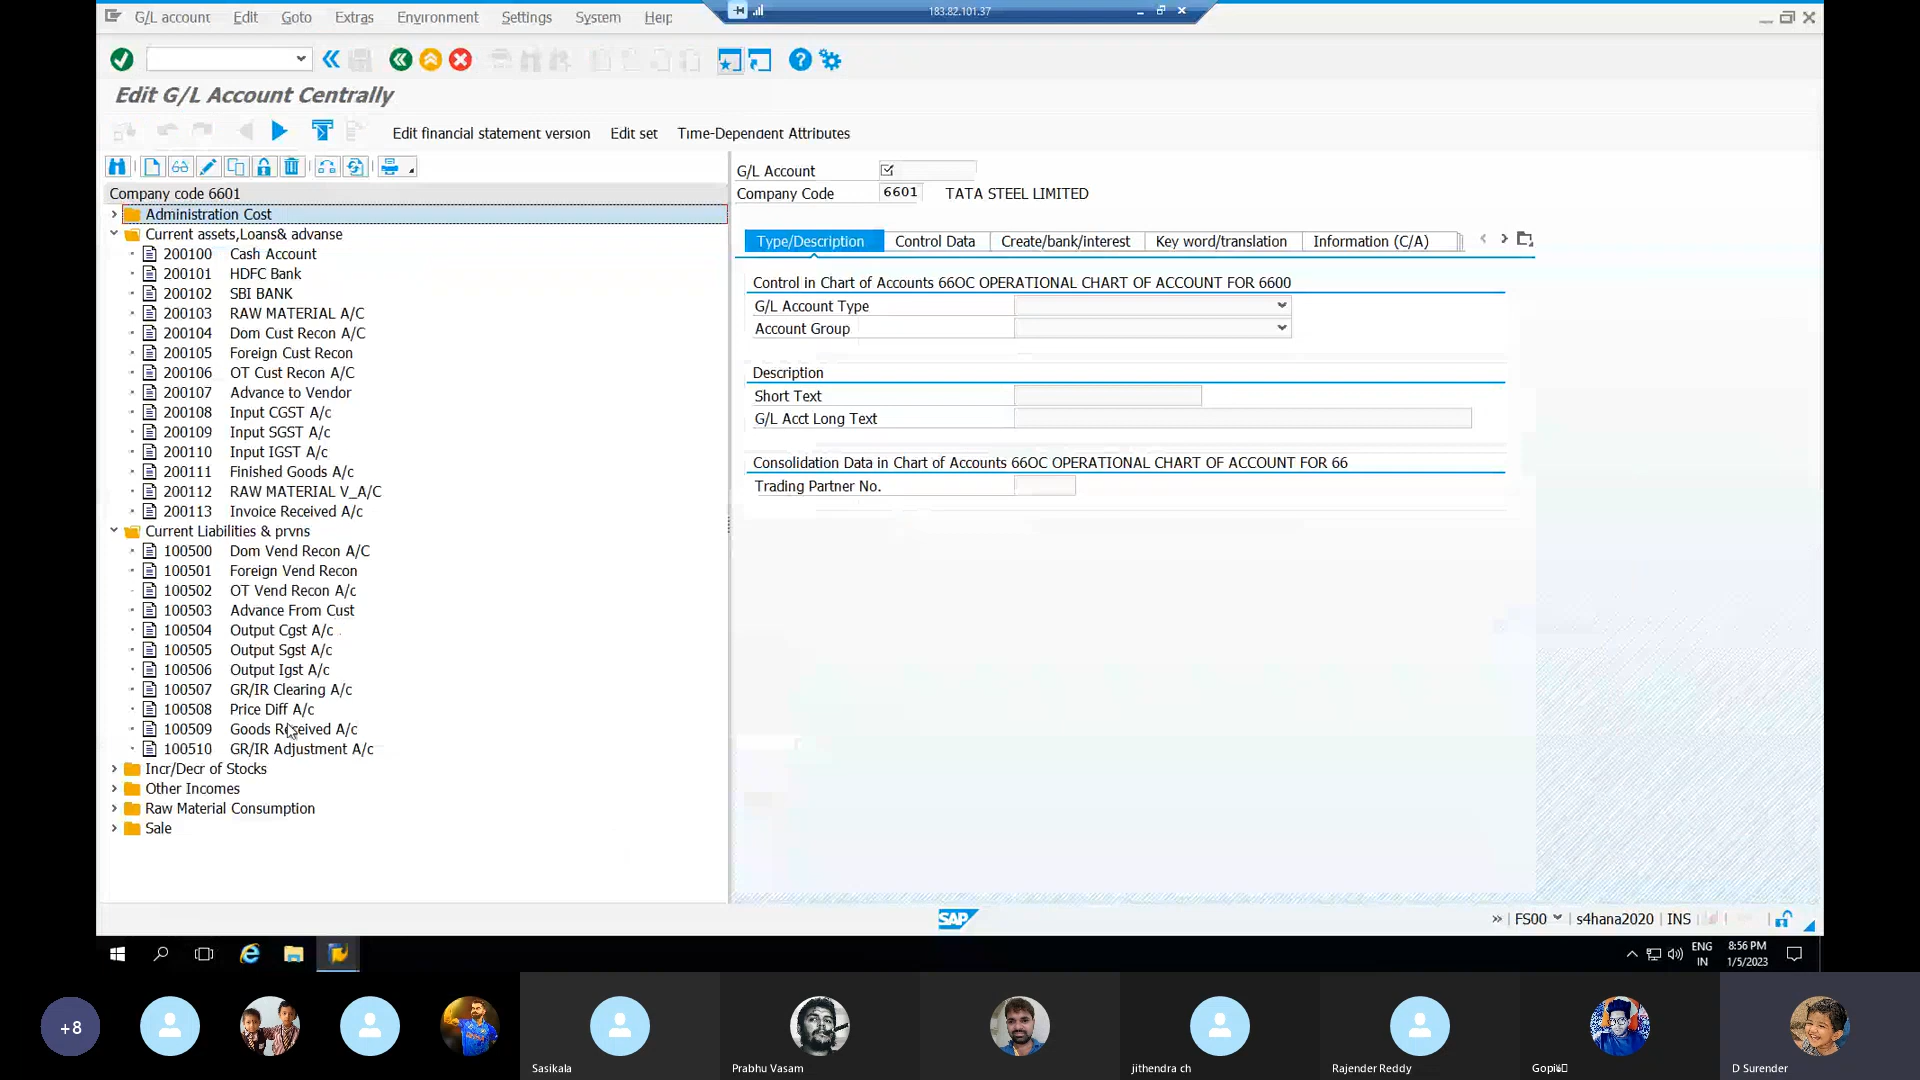 G/L account Edit Goto Extras Environment Settings System Help
183.82.101.37
Edit G/L Account Centrally
Edit financial statement version Edit set Time-Dependent Attributes
Company code 6601
Administration Cost
Current assets,Loans& advanse
200100 Cash Account
200101 HDFC Bank
200102 SBI BANK
200103 RAW MATERIAL A/C
200104 Dom Cust Recon A/C
200105 Foreign Cust Recon
200106 OT Cust Recon A/C
200107 Advance to Vendor
200108 Input CGST A/c
200109 Input SGST A/c
200110 Input IGST A/c
200111 Finished Goods A/c
200112 RAW MATERIAL V_A/C
200113 Invoice Received A/c
Current Liabilities & prvns
100500 Dom Vend Recon A/C
100501 Foreign Vend Recon
100502 OT Vend Recon A/c
100503 Advance From Cust
100504 Output Cgst A/c
100505 Output Sgst A/c
100506 Output Igst A/c
100507 GR/IR Clearing A/c
100508 Price Diff A/c
100509 Goods Received A/c
100510 GR/IR Adjustment A/c
Incr/Decr of Stocks
Other Incomes
Raw Material Consumption
Sale
G/L Account
Company Code 6601 TATA STEEL LIMITED
Type/Description Control Data Create/bank/interest Key word/translation Information (C/A)
Control in Chart of Accounts 66OC OPERATIONAL CHART OF ACCOUNT FOR 6600
G/L Account Type
Account Group
Description
Short Text
G/L Acct Long Text
Consolidation Data in Chart of Accounts 66OC OPERATIONAL CHART OF ACCOUNT FOR 66
Trading Partner No.
SAP
FS00 s4hana2020 INS
ENG
IN
8:56 PM
1/5/2023
+8
Sasikala
Prabhu Vasam
jithendra ch
Rajender Reddy
D Surender